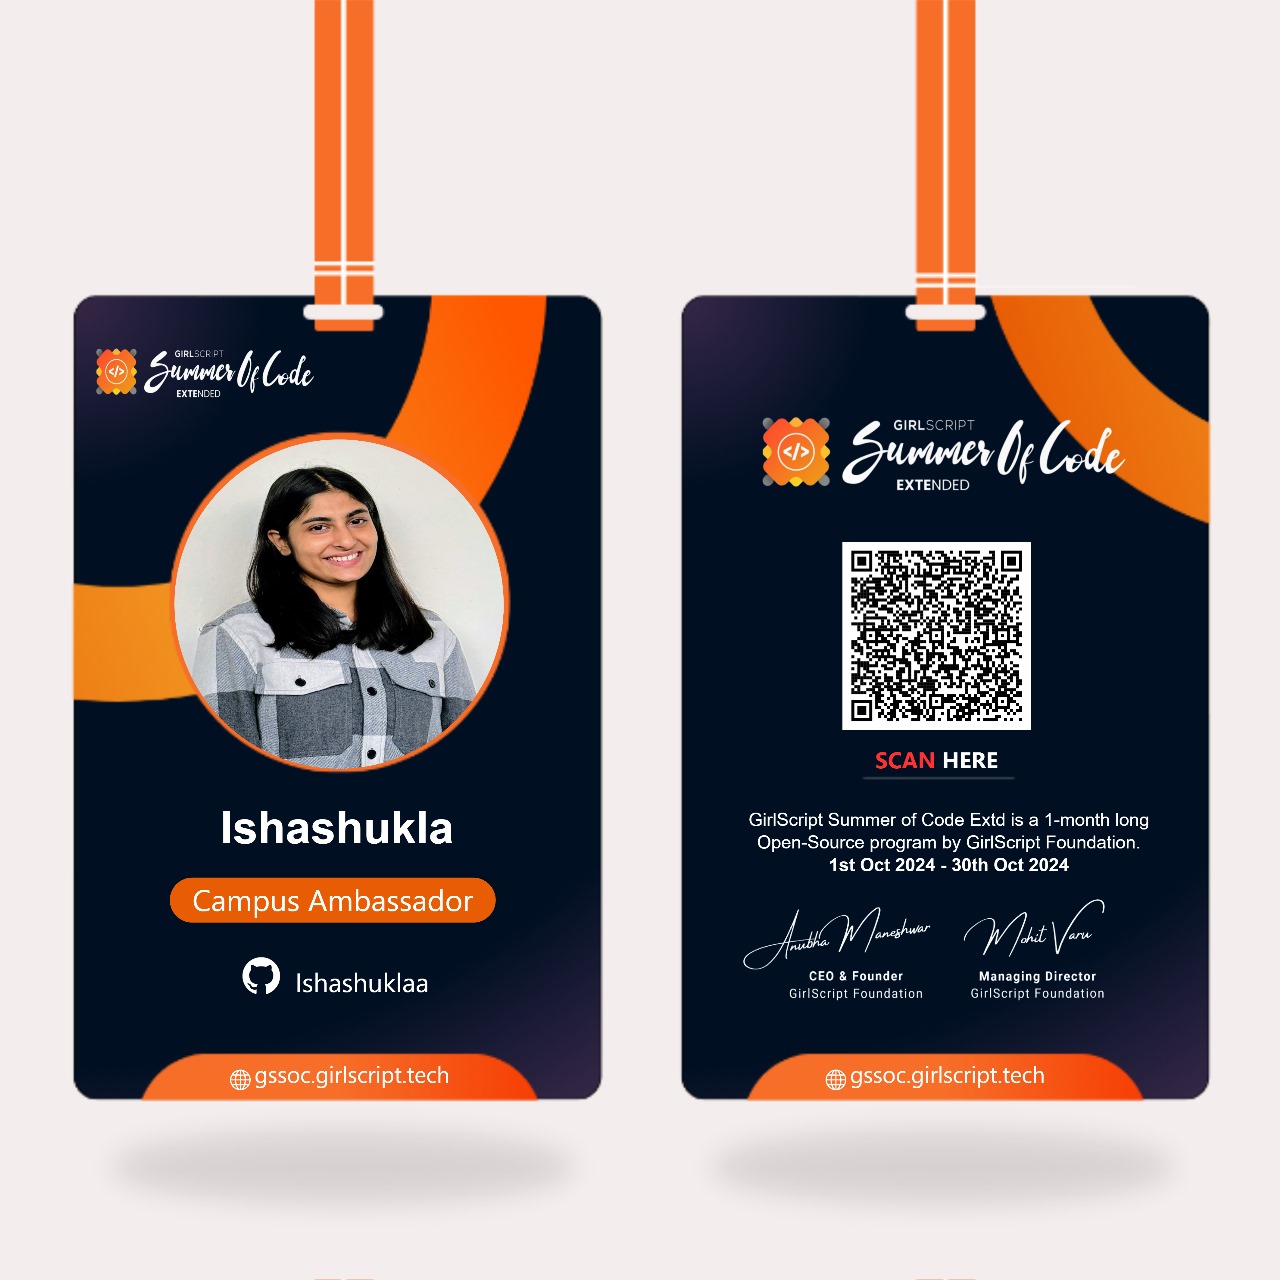 GIRLSCRIPT
Summer Of Code
EXTENDED
Ishashukla
Campus Ambassador
Ishashuklaa
gssoc.girlscript.tech
GIRLSCRIPT
Summer Of Code
EXTENDED
SCAN HERE
GirlScript Summer of Code Extd is a 1-month long
Open-Source program by GirlScript Foundation.
1st Oct 2024 - 30th Oct 2024
Anubha Maneshwar
CEO & Founder
GirlScript Foundation
Mohit Varu
Managing Director
GirlScript Foundation
gssoc.girlscript.tech